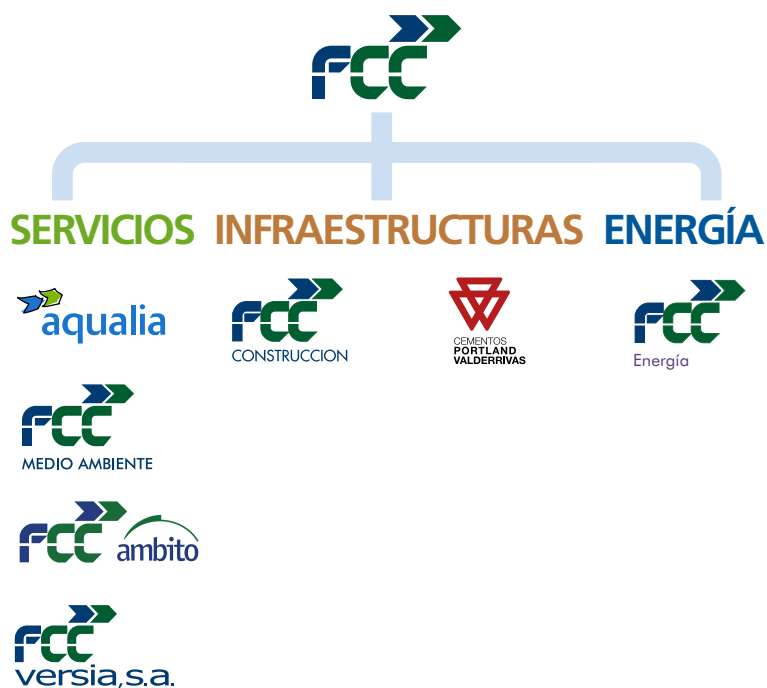 FCC
SERVICIOS INFRAESTRUCTURAS ENERGÍA
aqualia
FCC
MEDIO AMBIENTE
FCC ambito
FCC
versia,s.a.
FCC
CONSTRUCCION
CEMENTOS
PORTLAND
VALDERRIVAS
FCC
Energía